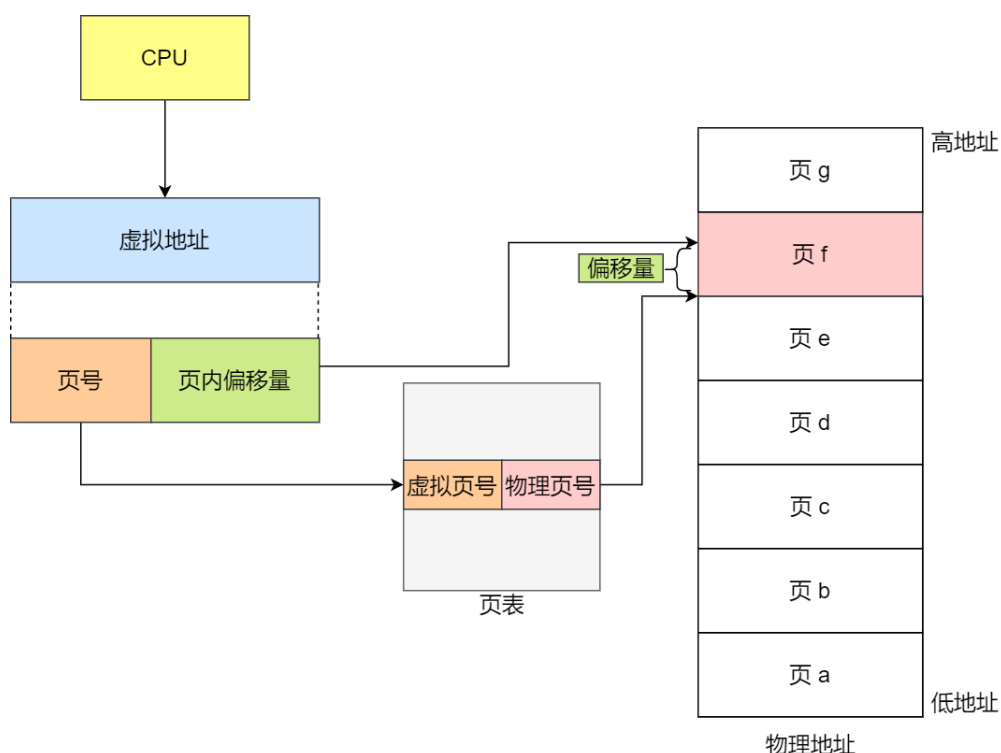 CPU
虚拟地址
页号
页内偏移量
虚拟页号
物理页号
页表
偏移量
高地址
页 g
页 f
页 e
页 d
页 c
页 b
页 a
低地址
物理地址